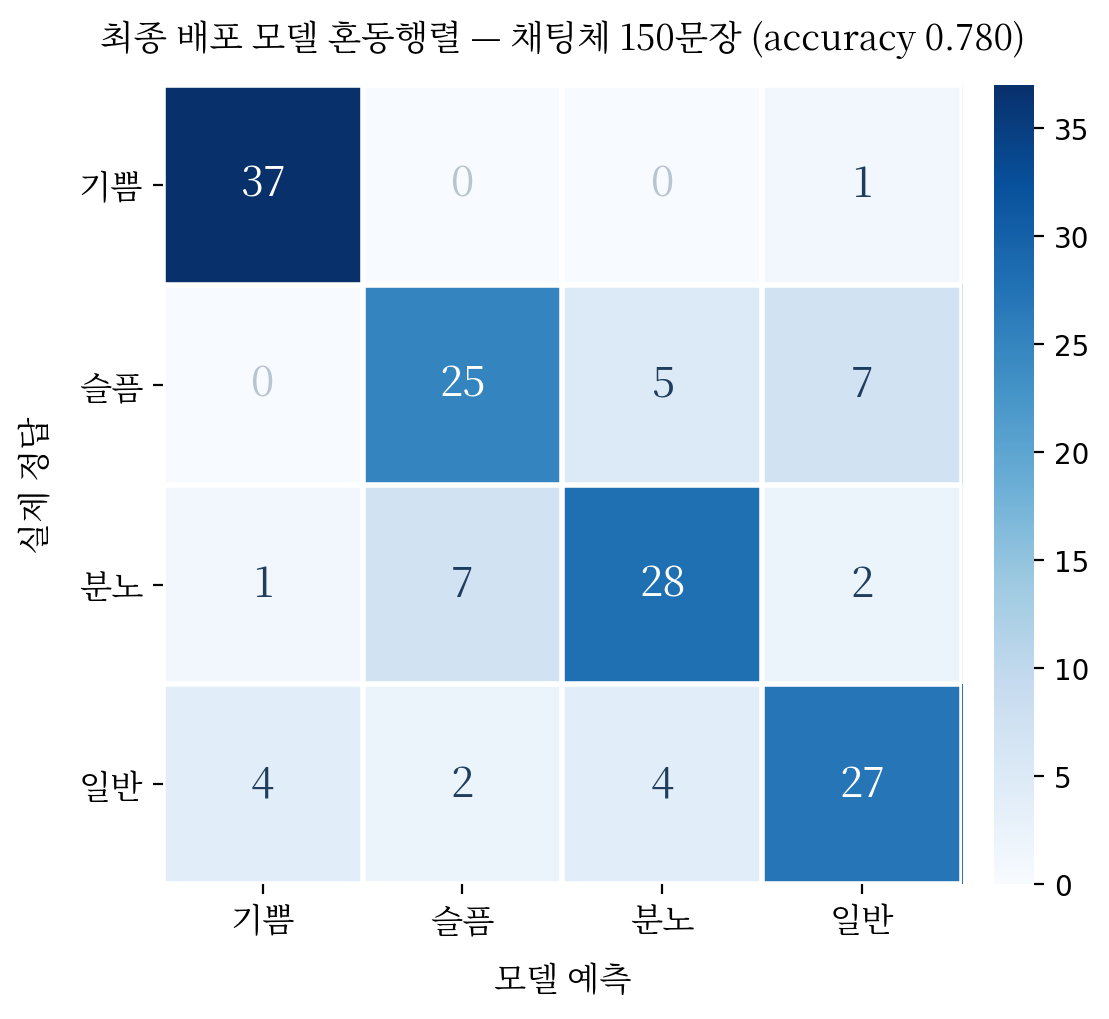 최종 배포 모델 혼동행렬 — 채팅체 150문장 (accuracy 0.780)
기쁨 37 0 0 1
슬픔 0 25 5 7
분노 1 7 28 2
일반 4 2 4 27
기쁨 슬픔 분노 일반
모델 예측
실제 정답
35
30
25
20
15
10
5
0